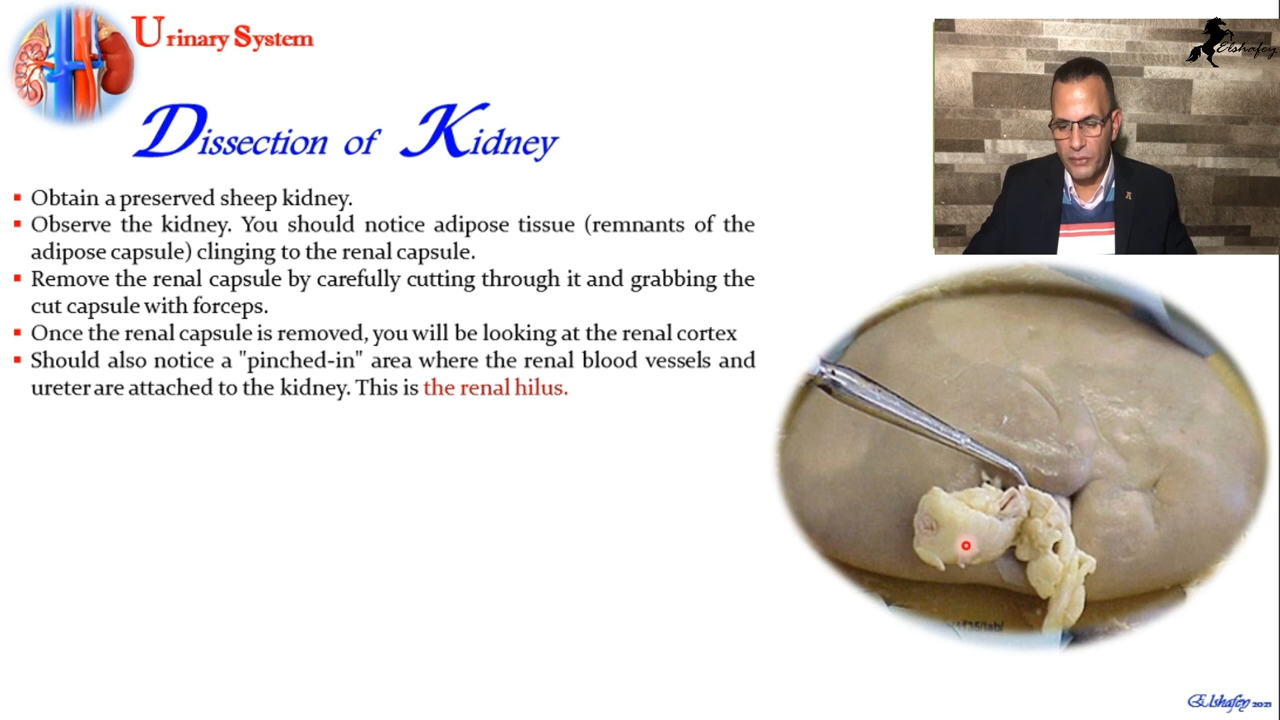 Urinary System
Elshafey
Dissection of Kidney
▪ Obtain a preserved sheep kidney.
▪ Observe the kidney. You should notice adipose tissue (remnants of the
adipose capsule) clinging to the renal capsule.
▪ Remove the renal capsule by carefully cutting through it and grabbing the
cut capsule with forceps.
▪ Once the renal capsule is removed, you will be looking at the renal cortex
▪ Should also notice a "pinched-in" area where the renal blood vessels and
ureter are attached to the kidney. This is the renal hilus.
Elshafey 2021